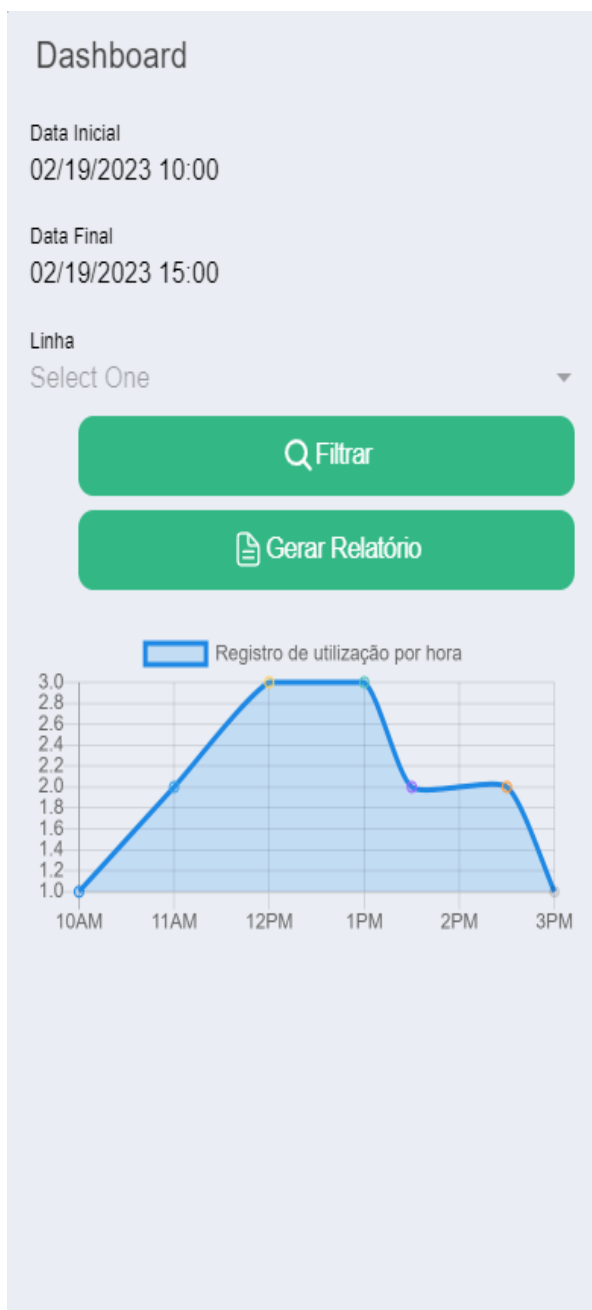 Dashboard
Data Inicial
02/19/2023 10:00
Data Final
02/19/2023 15:00
Linha
Select One
Filtrar
Gerar Relatório
Registro de utilização por hora
3.0
2.8
2.6
2.4
2.2
2.0
1.8
1.6
1.4
1.2
1.0
10AM 11AM 12PM 1PM 2PM 3PM